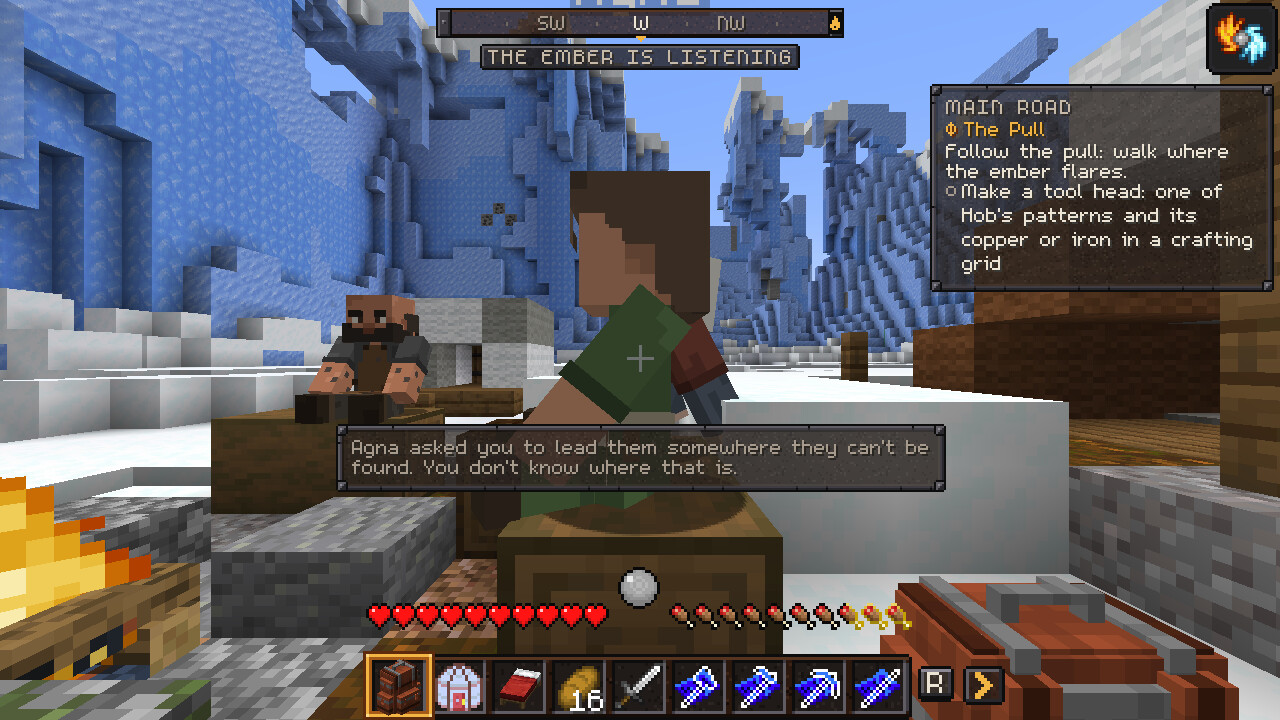 SW W NW
THE EMBER IS LISTENING
MAIN ROAD
The Pull
Follow the pull: walk where
the ember flares.
Make a tool head: one of
Hob's patterns and its
copper or iron in a crafting
grid
Agna asked you to lead them somewhere they can't be
found. You don't know where that is.
16
R